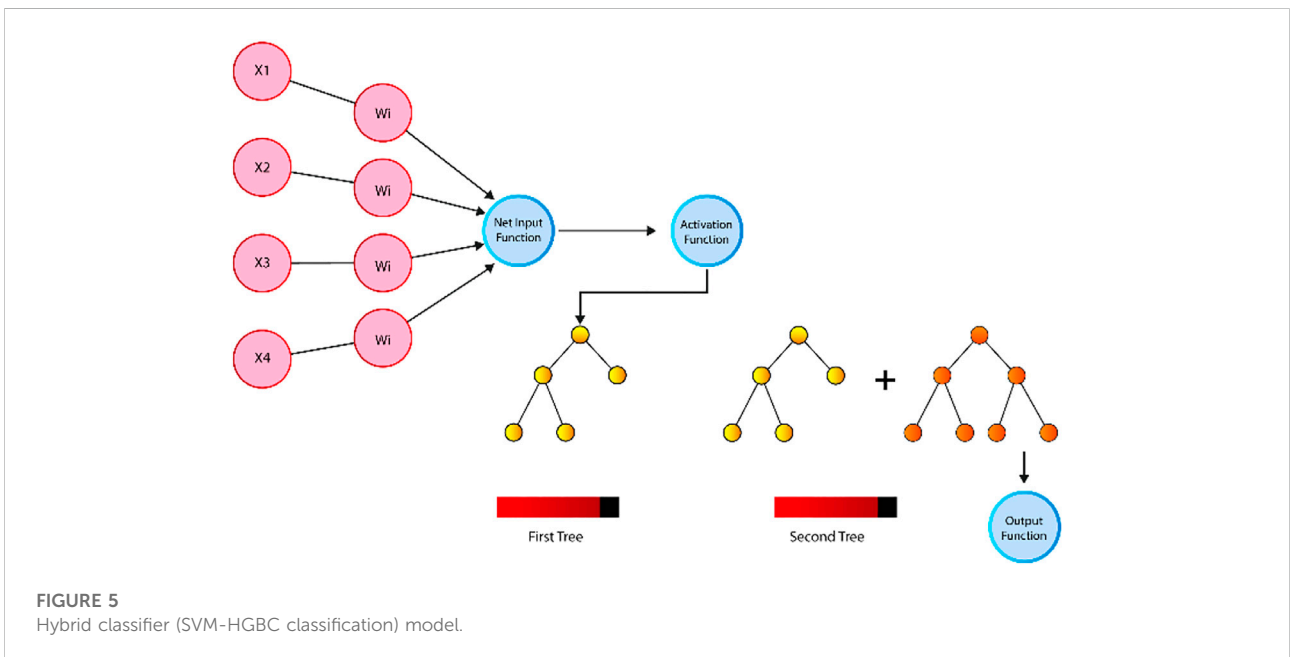 X1
Wi
X2
Wi
X3
Wi
X4
Wi
Net Input
Function
Activation
Function
+
First Tree
Second Tree
Output
Function
FIGURE 5
Hybrid classifier (SVM-HGBC classification) model.